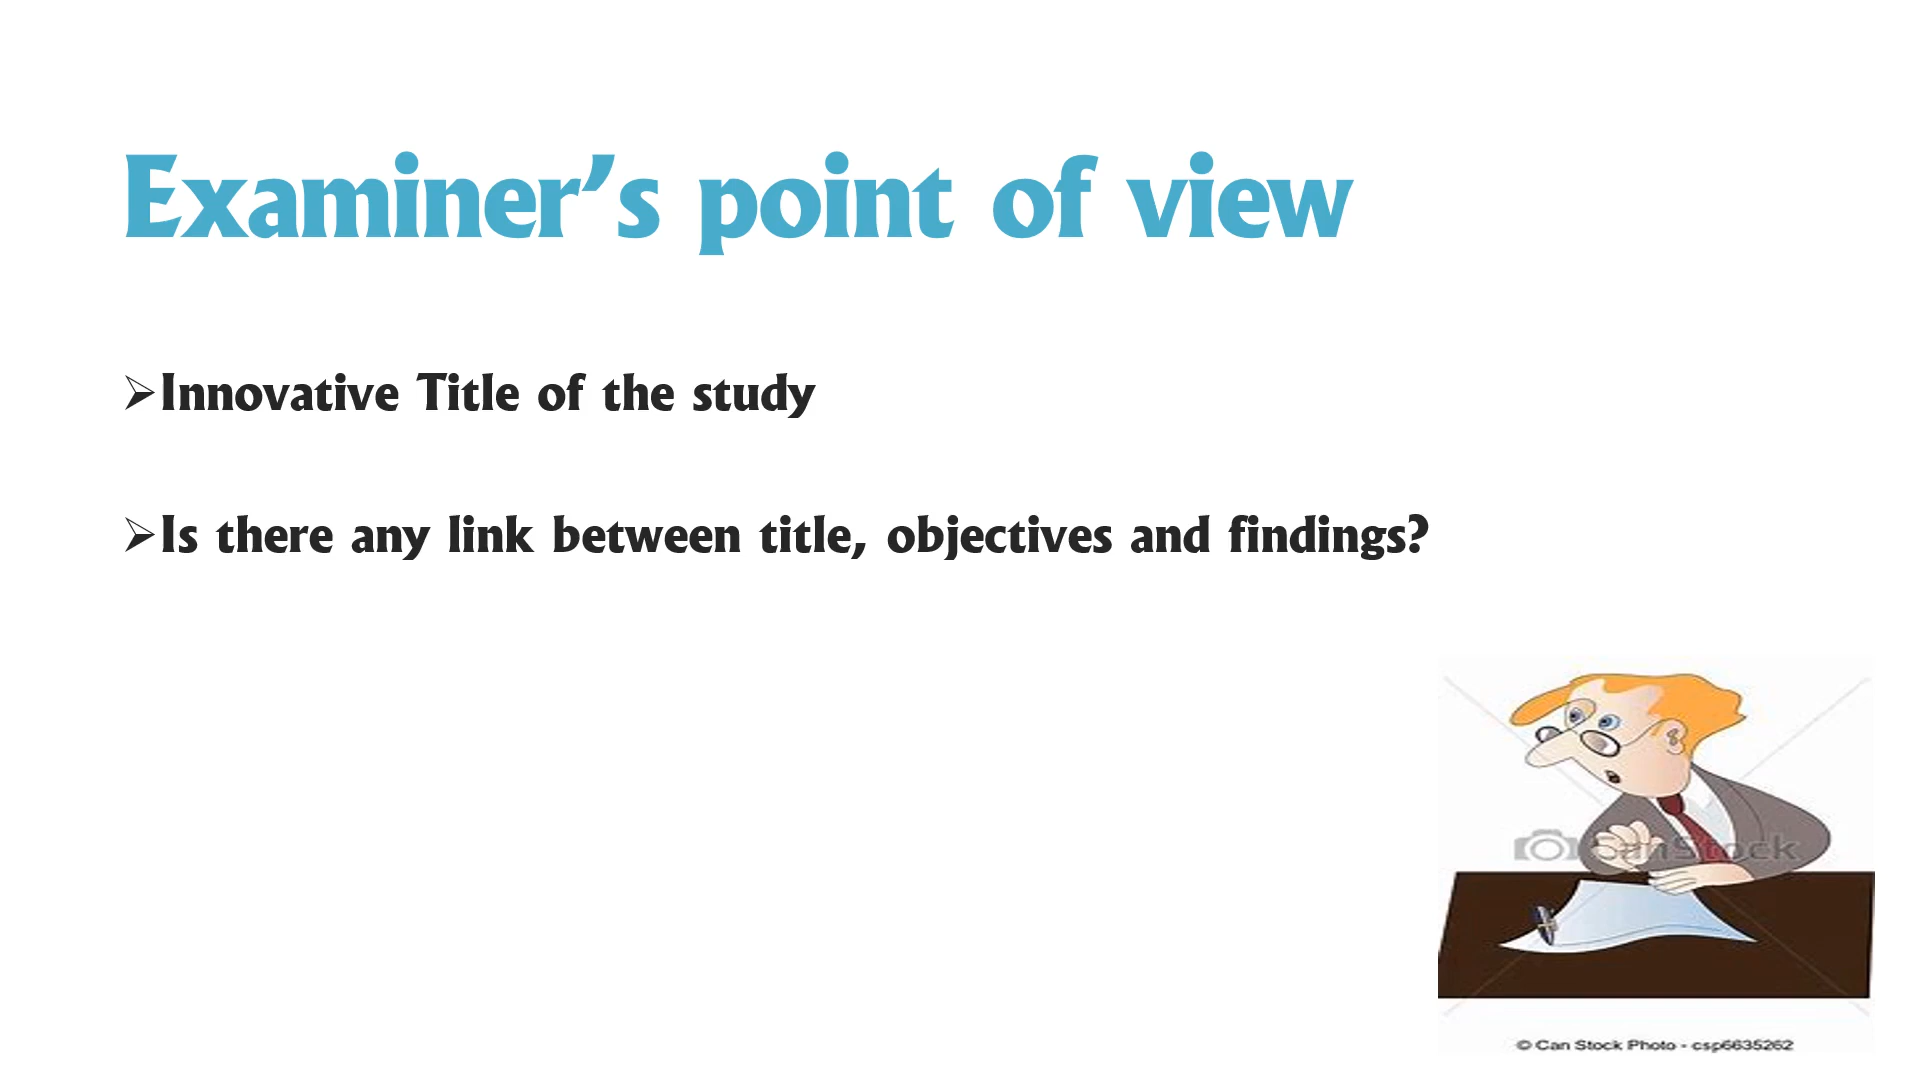 Examiner’s point of view
➢Innovative Title of the study
➢Is there any link between title, objectives and findings?
CanStock
© Can Stock Photo - csp6635262